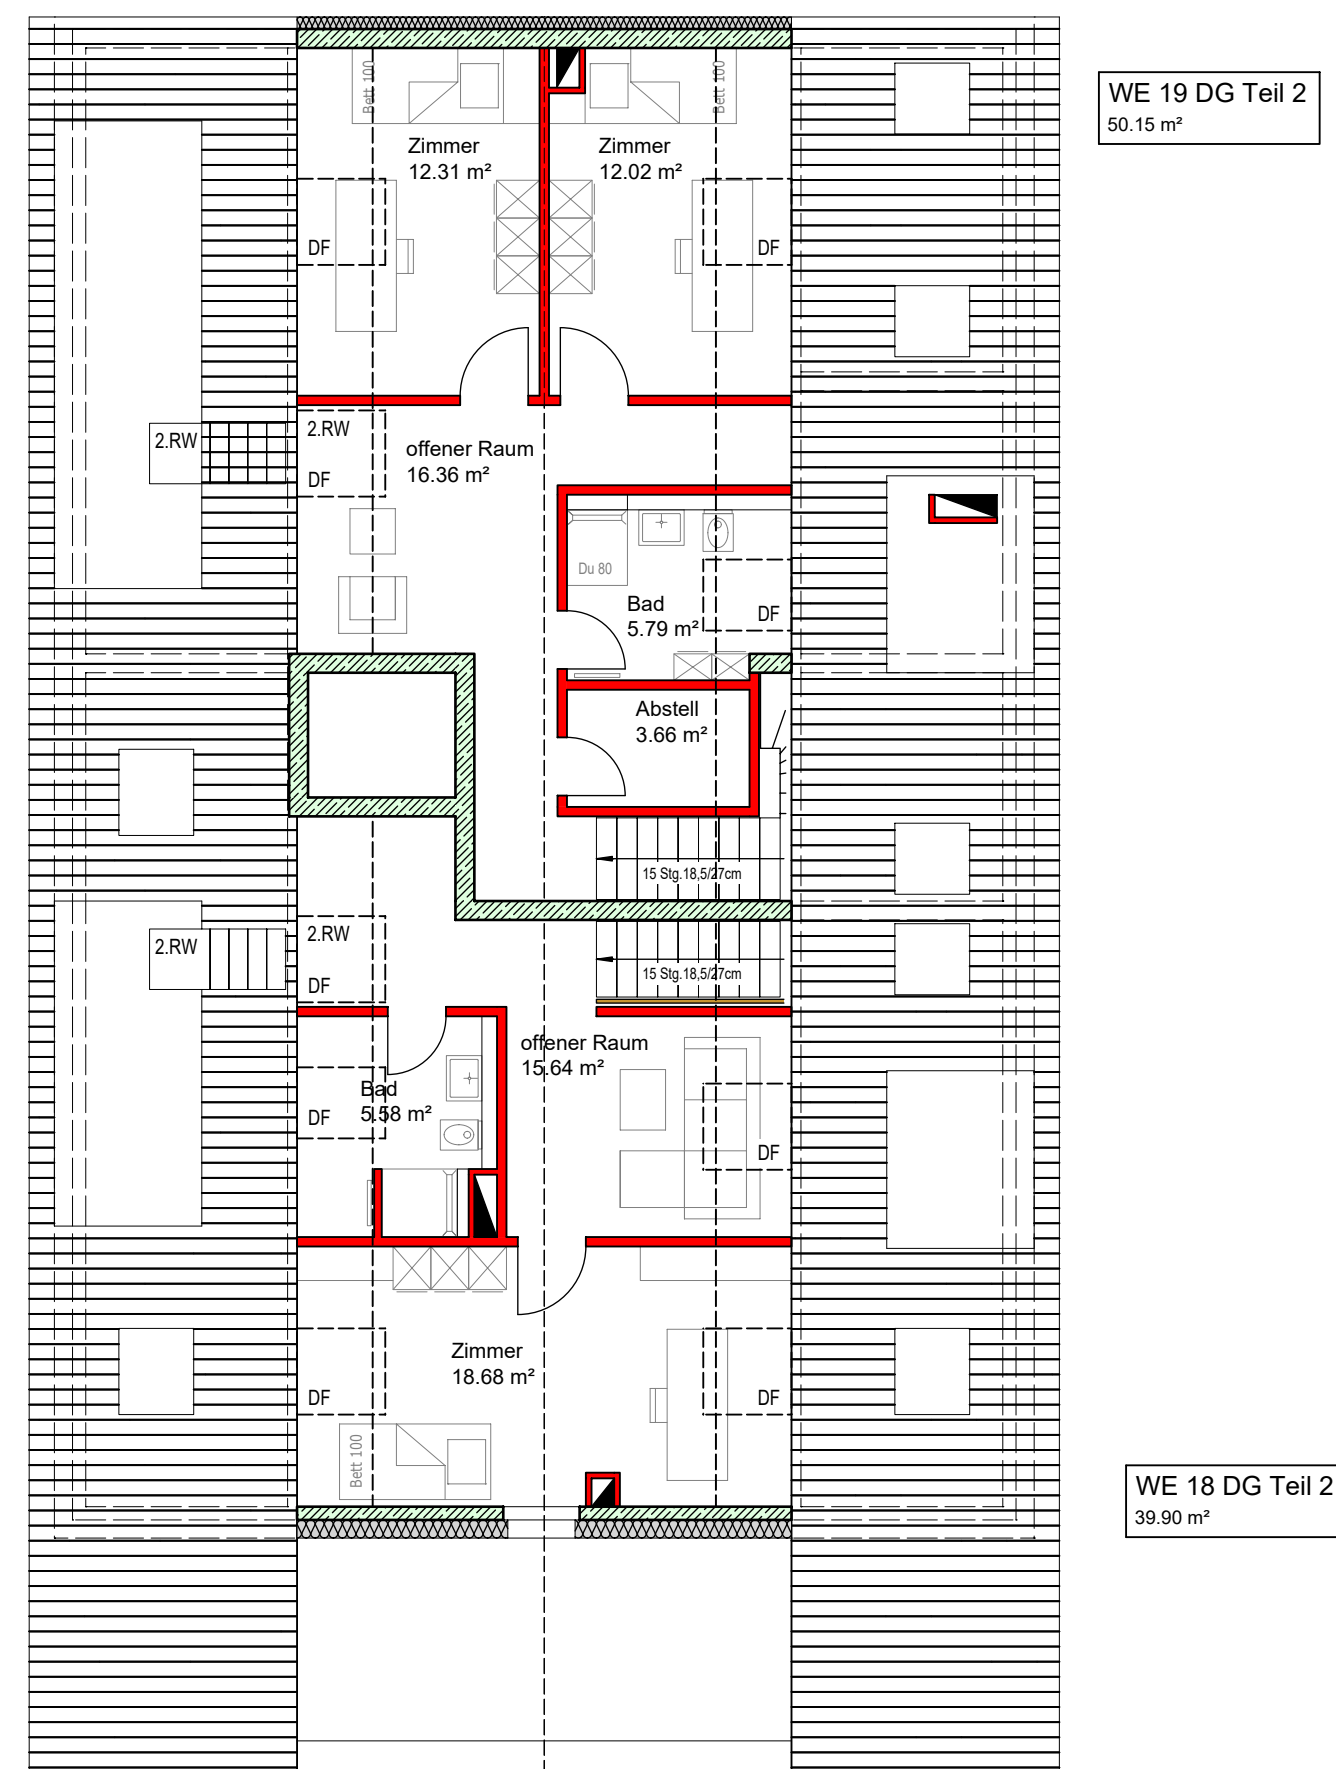 WE 19 DG Teil 2
50.15 m²
Bett 100
Bett 100
Zimmer
12.31 m²
Zimmer
12.02 m²
DF
DF
2.RW
2.RW
DF
offener Raum
16.36 m²
Du 80
Bad
5.79 m²
DF
Abstell
3.66 m²
15 Stg.18,5/27cm
2.RW
2.RW
DF
15 Stg.18,5/27cm
offener Raum
15.64 m²
Bad
5.58 m²
DF
DF
Zimmer
18.68 m²
DF
DF
Bett 100
WE 18 DG Teil 2
39.90 m²